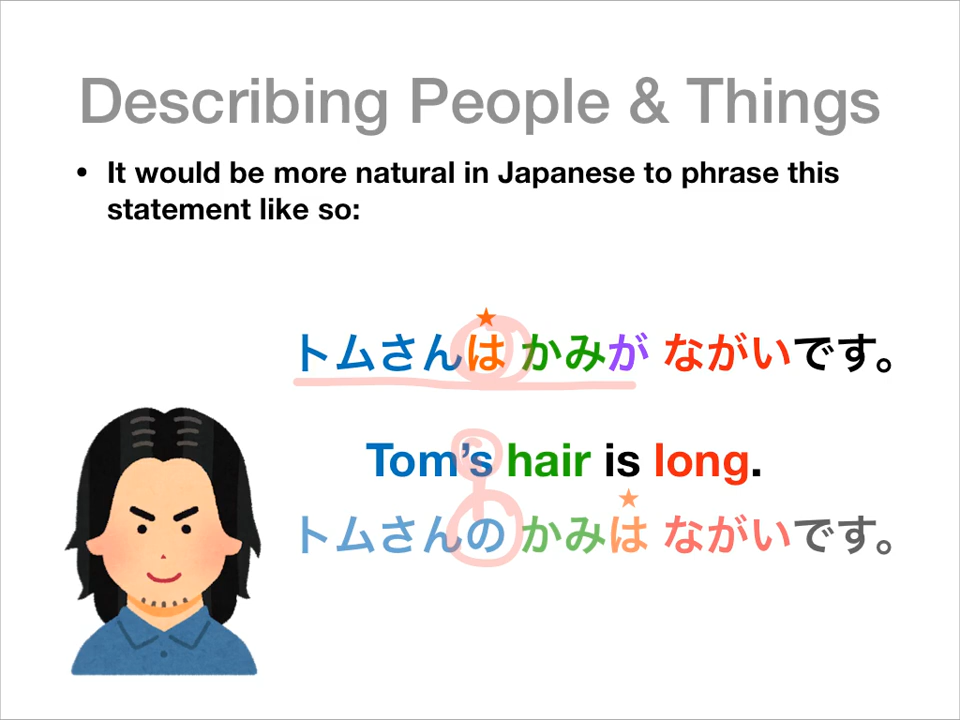 Describing People & Things
• It would be more natural in Japanese to phrase this
statement like so:
トムさんは かみが ながいです。
Tom’s hair is long.
トムさんの かみは ながいです。